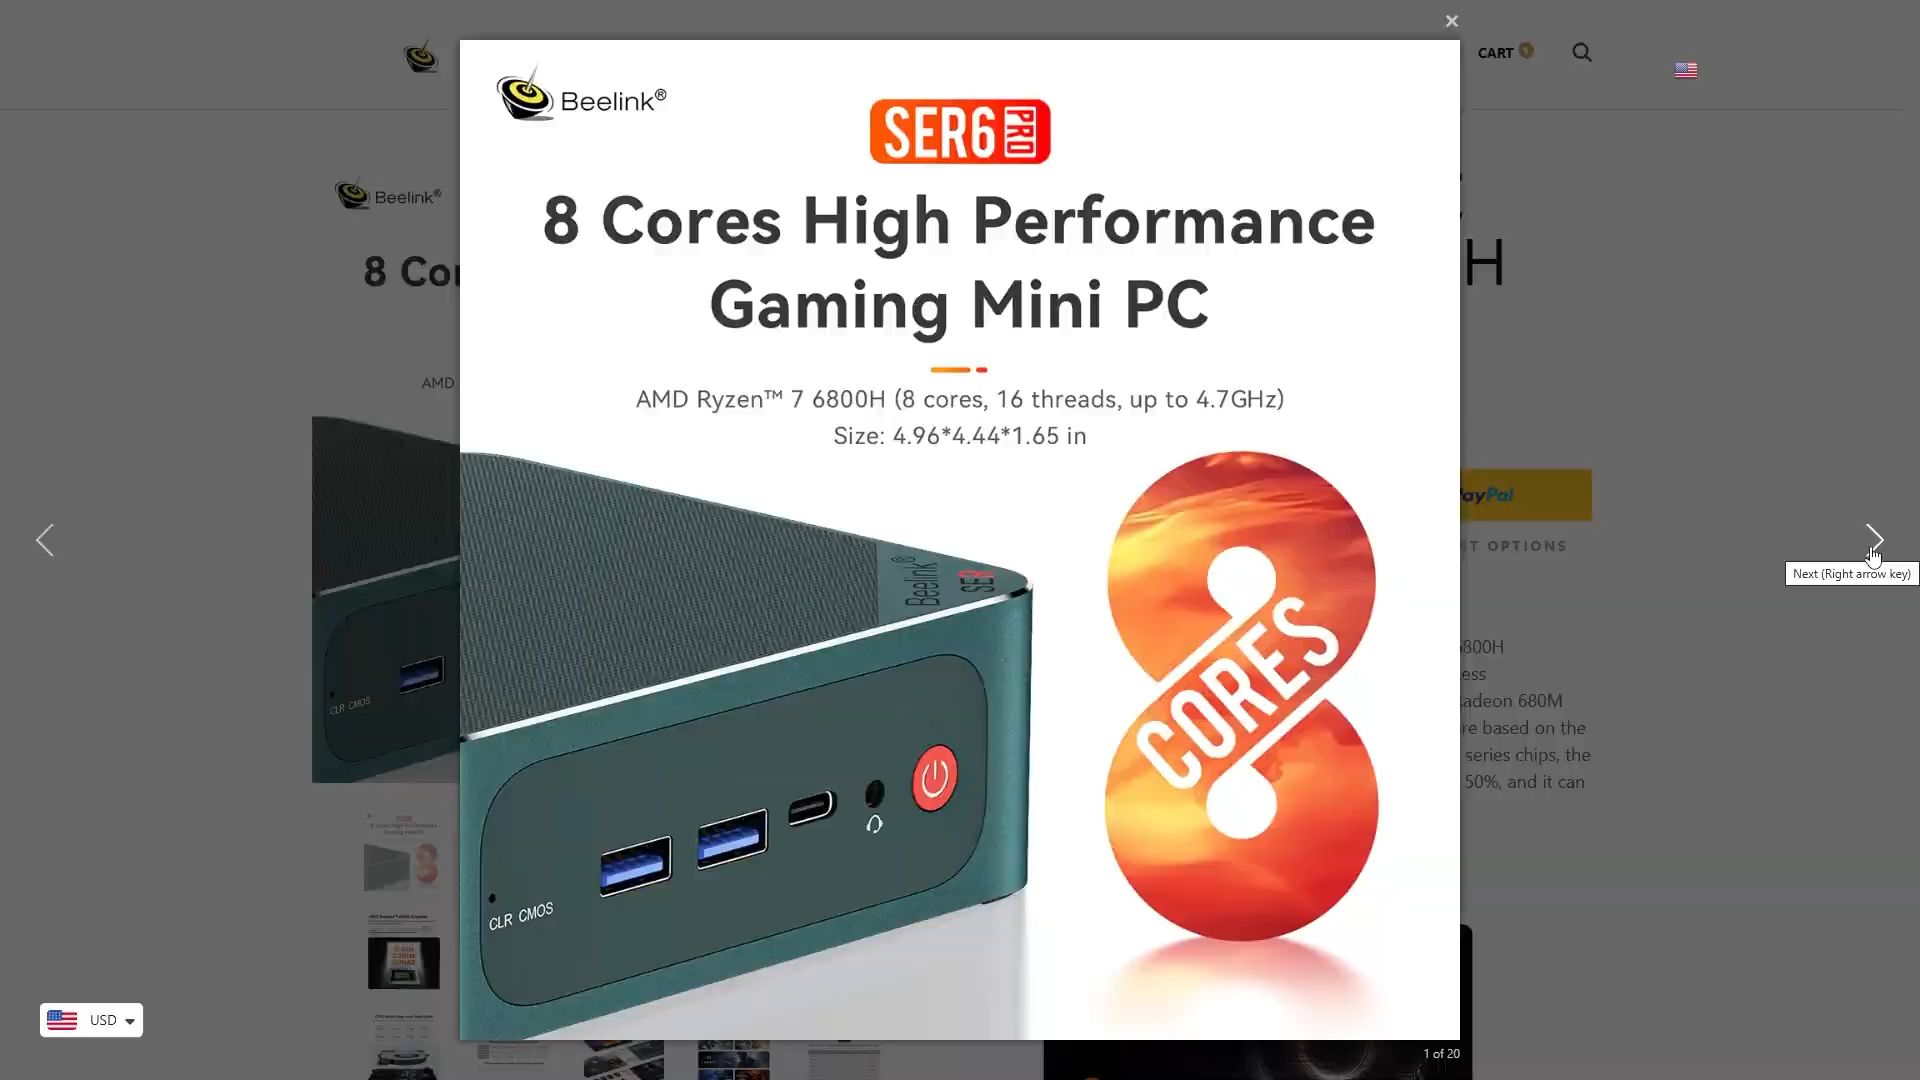 ×
CART
Beelink®
SER6 PRO
8 Cores High Performance
Gaming Mini PC
AMD Ryzen™ 7 6800H (8 cores, 16 threads, up to 4.7GHz)
Size: 4.96*4.44*1.65 in
Beelink®
SER
CORES
CLR CMOS
Beelink®
8 Cor
AMD
CLR CMOS
H
PayPal
T OPTIONS
Next (Right arrow key)
6800H
ess
adeon 680M
re based on the
series chips, the
50%, and it can
USD
1 of 20